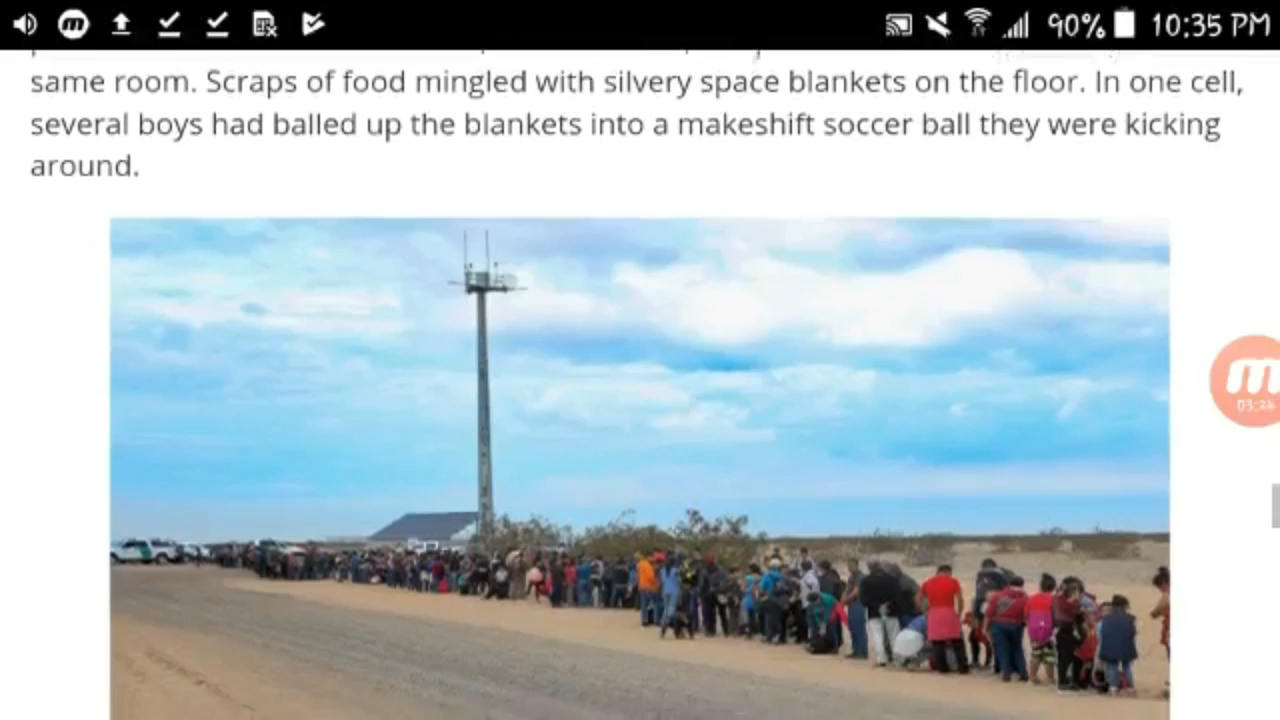 90% 10:35 PM
same room. Scraps of food mingled with silvery space blankets on the floor. In one cell,
several boys had balled up the blankets into a makeshift soccer ball they were kicking
around.
m